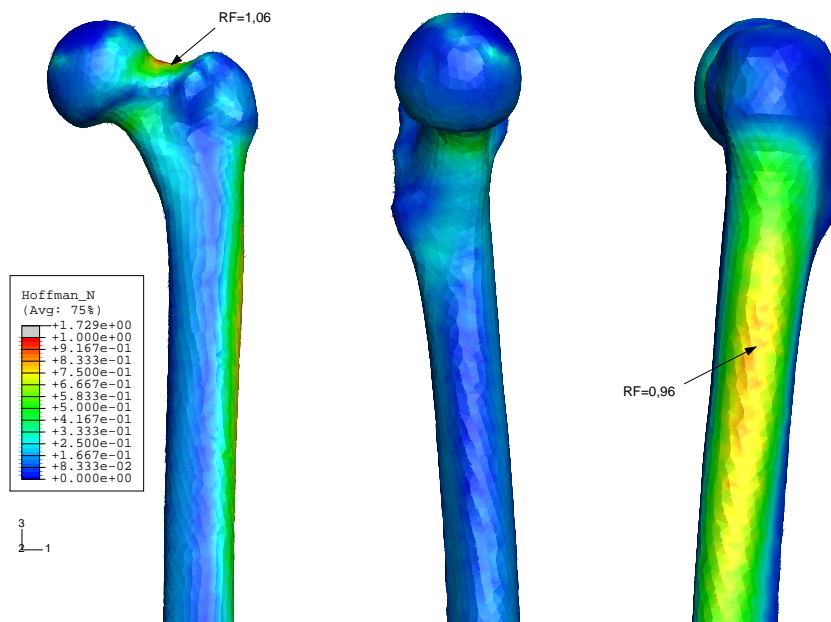 RF=1,06
Hoffman_N
(Avg: 75%)
+1.729e+00
+1.000e+00
+9.167e-01
+8.333e-01
+7.500e-01
+6.667e-01
+5.833e-01
+5.000e-01
+4.167e-01
+3.333e-01
+2.500e-01
+1.667e-01
+8.333e-02
+0.000e+00
RF=0,96
3
2 1